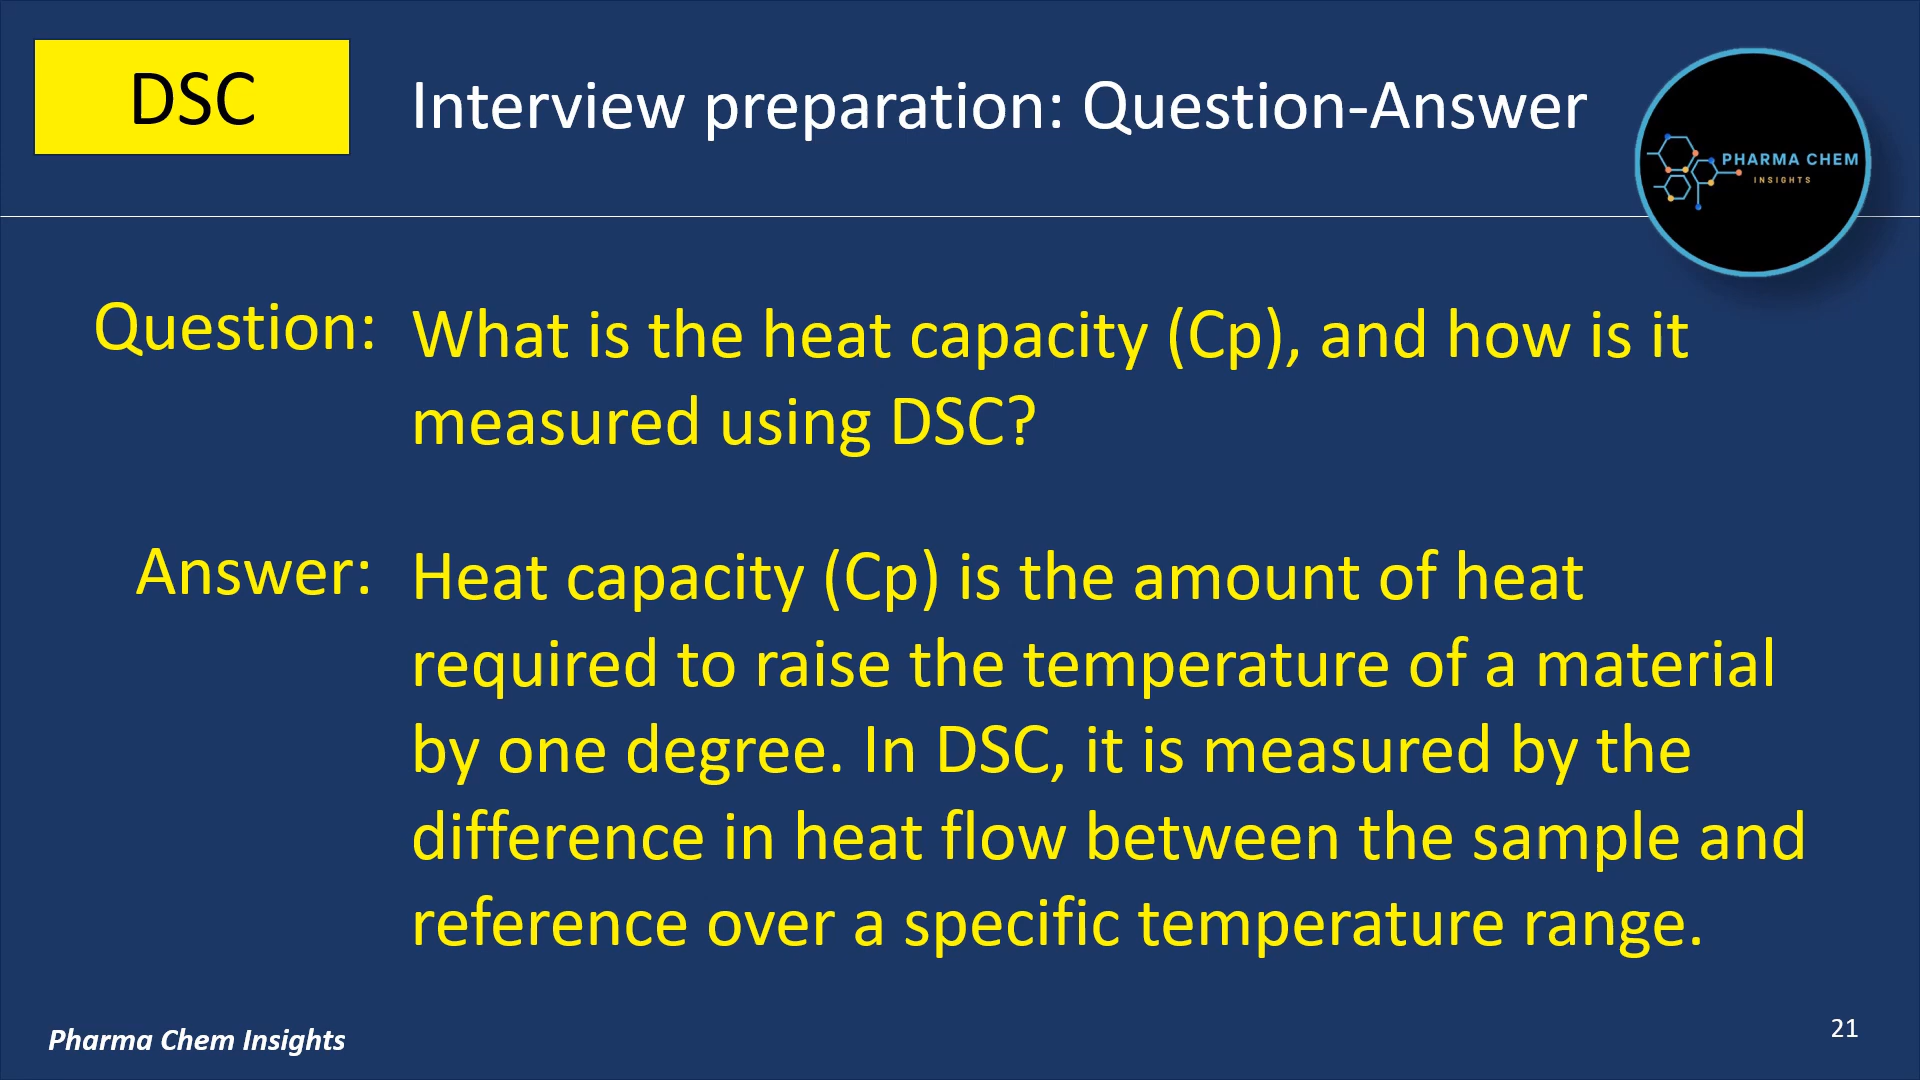 DSC
Interview preparation: Question-Answer
PHARMA CHEM
INSIGHTS
Question: What is the heat capacity (Cp), and how is it
measured using DSC?
Answer: Heat capacity (Cp) is the amount of heat
required to raise the temperature of a material
by one degree. In DSC, it is measured by the
difference in heat flow between the sample and
reference over a specific temperature range.
Pharma Chem Insights
21